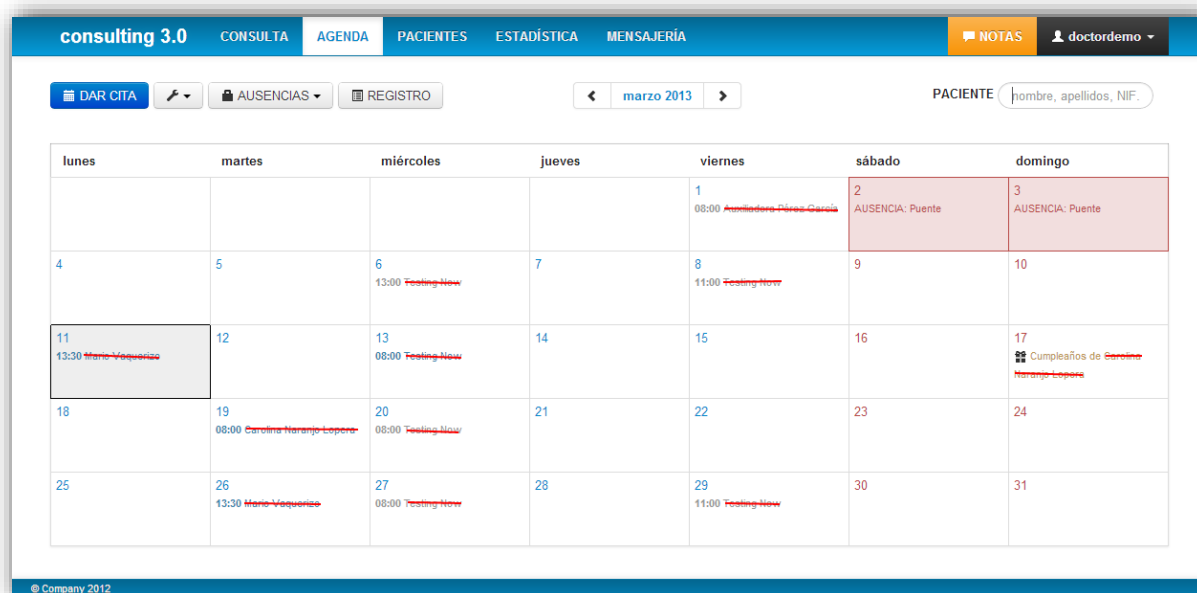 consulting 3.0 CONSULTA AGENDA PACIENTES ESTADÍSTICA MENSAJERÍA NOTAS doctordemo
DAR CITA AUSENCIAS REGISTRO marzo 2013 PACIENTE nombre, apellidos, NIF.
lunes martes miércoles jueves viernes sábado domingo
1 2 3
08:00 Auxiliadora Pérez García AUSENCIA: Puente AUSENCIA: Puente
4 5 6 7 8 9 10
13:00 Testing Now 11:00 Testing Now
11 12 13 14 15 16 17
13:30 Mario Vaquerizo 08:00 Testing Now Cumpleaños de Carolina
Naranjo Lopera
18 19 20 21 22 23 24
08:00 Carolina Naranjo Lopera 08:00 Testing Now
25 26 27 28 29 30 31
13:30 Mario Vaquerizo 08:00 Testing Now 11:00 Testing Now
© Company 2012